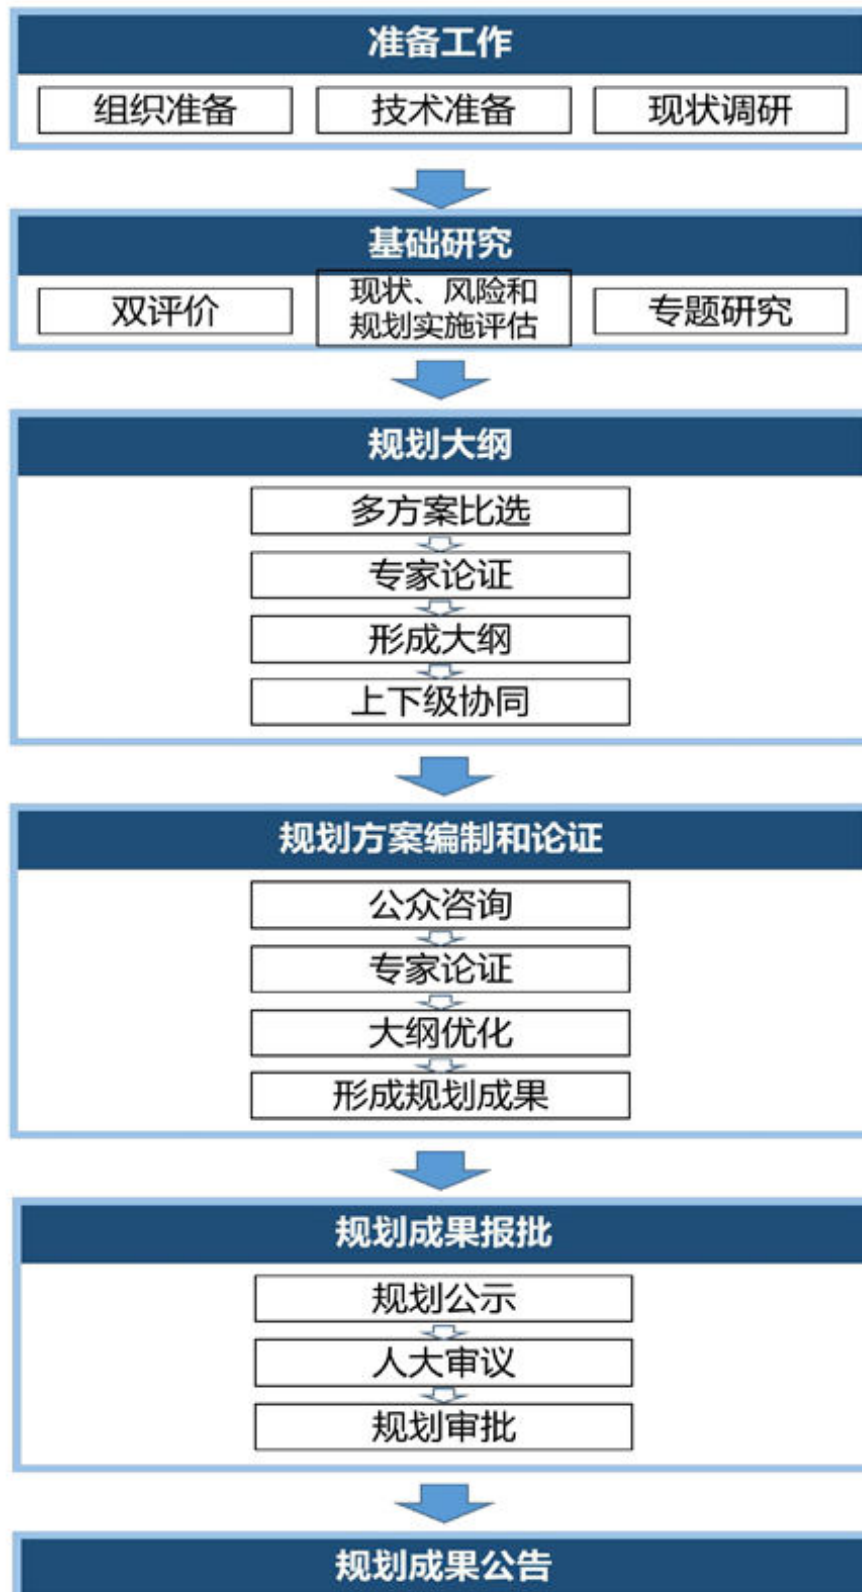 准备工作
组织准备
技术准备
现状调研
基础研究
双评价
现状、风险和
规划实施评估
专题研究
规划大纲
多方案比选
专家论证
形成大纲
上下级协同
规划方案编制和论证
公众咨询
专家论证
大纲优化
形成规划成果
规划成果报批
规划公示
人大审议
规划审批
规划成果公告